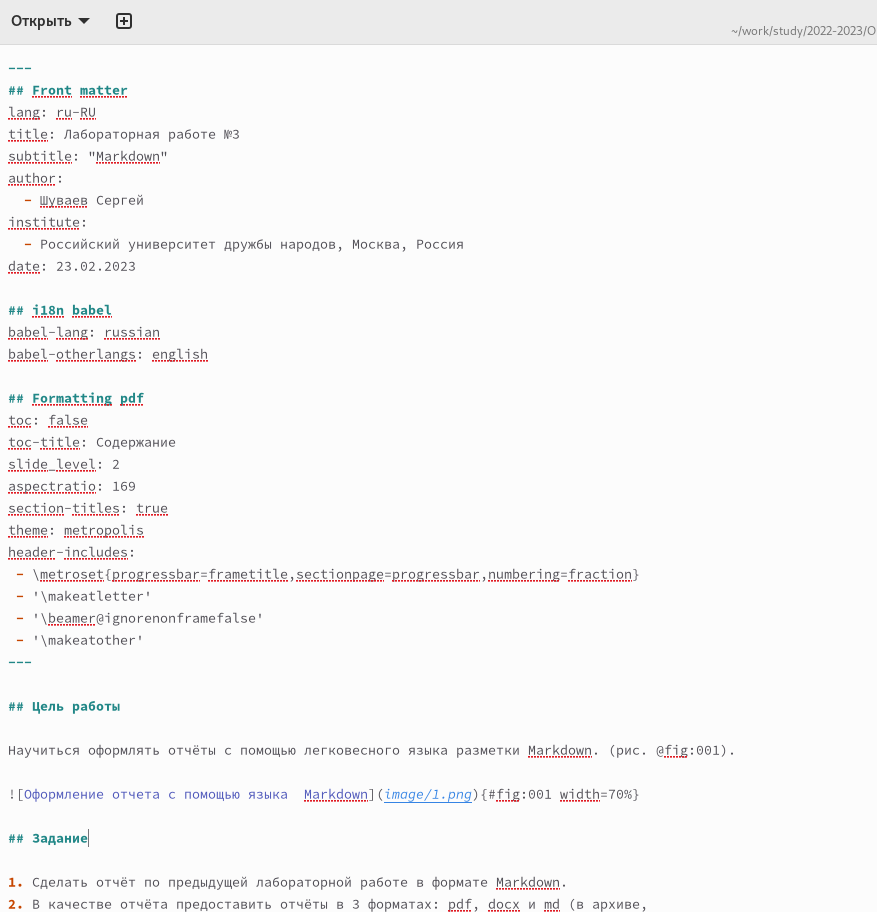 Открыть
~/work/study/2022-2023/О
---
## Front matter
lang: ru-RU
title: Лабораторная работе №3
subtitle: "Markdown"
author:
  - Шуваев Сергей
institute:
  - Российский университет дружбы народов, Москва, Россия
date: 23.02.2023

## i18n babel
babel-lang: russian
babel-otherlangs: english

## Formatting pdf
toc: false
toc-title: Содержание
slide_level: 2
aspectratio: 169
section-titles: true
theme: metropolis
header-includes:
 - \metroset{progressbar=frametitle,sectionpage=progressbar,numbering=fraction}
 - '\makeatletter'
 - '\beamer@ignorenonframefalse'
 - '\makeatother'
---

## Цель работы

Научиться оформлять отчёты с помощью легковесного языка разметки Markdown. (рис. @fig:001).

![Оформление отчета с помощью языка  Markdown](image/1.png){#fig:001 width=70%}

## Задание

1. Сделать отчёт по предыдущей лабораторной работе в формате Markdown.
2. В качестве отчёта предоставить отчёты в 3 форматах: pdf, docx и md (в архиве,